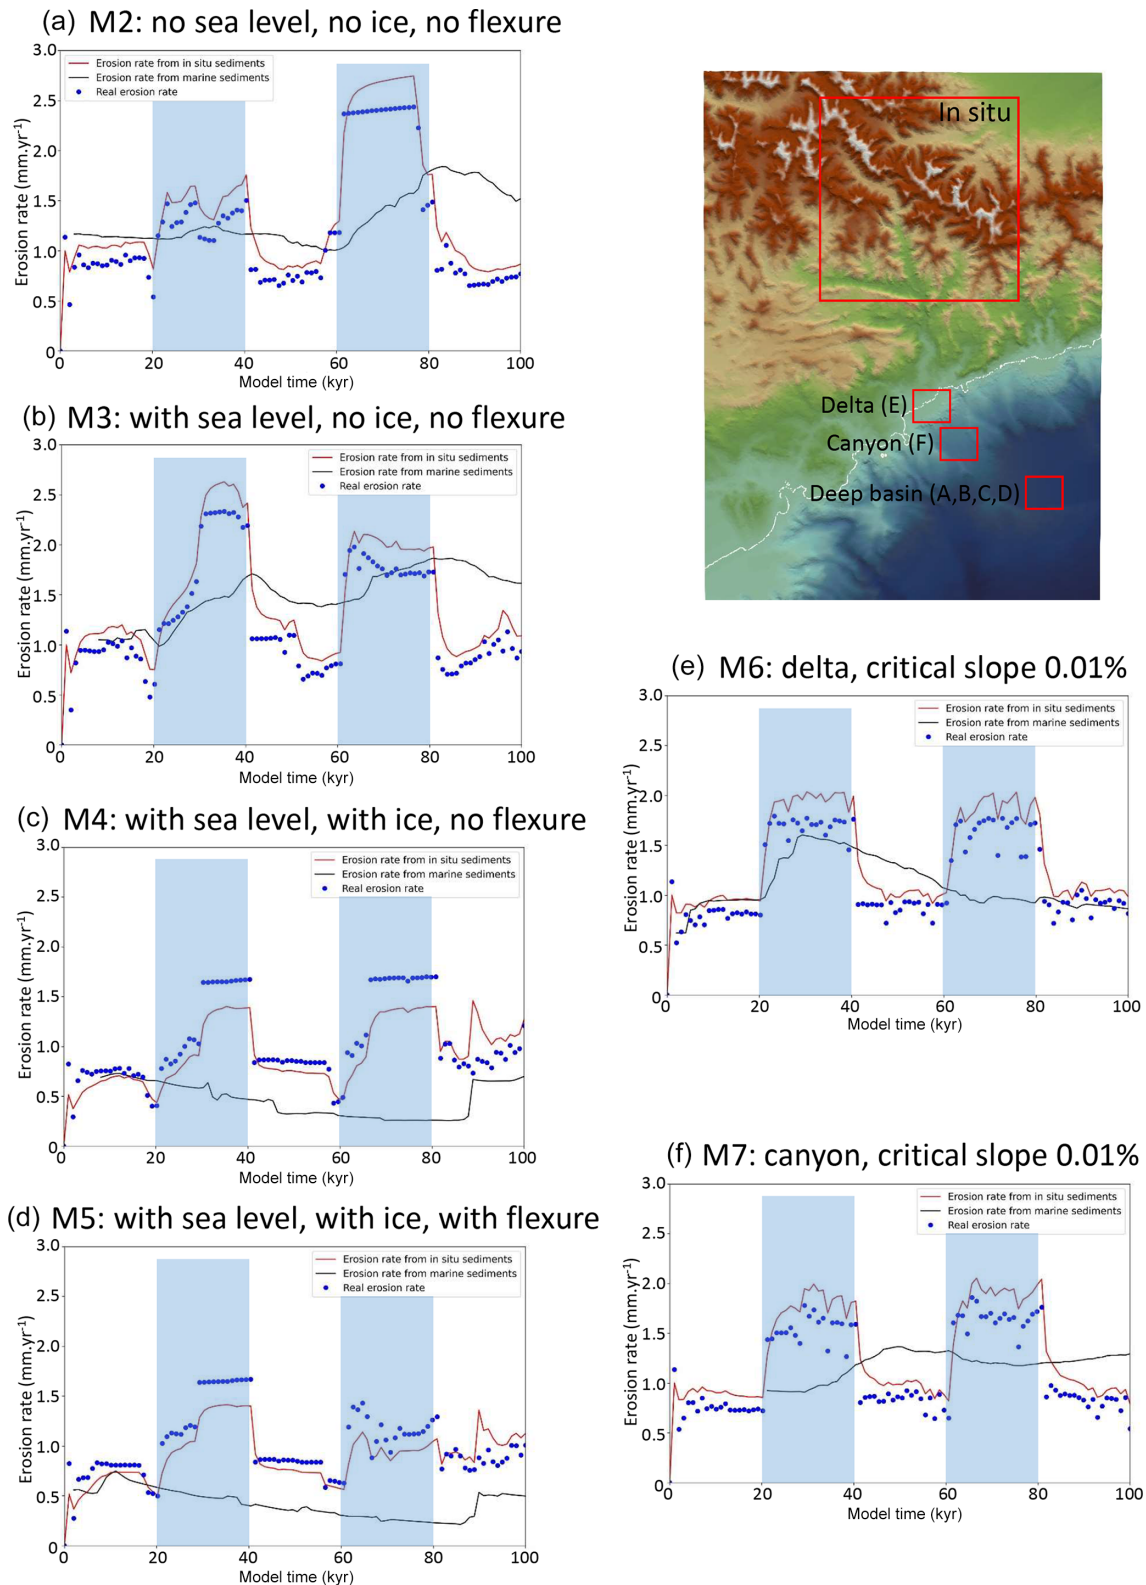 (a) M2: no sea level, no ice, no flexure
3.0
Erosion rate from in situ sediments
Erosion rate from marine sediments
Real erosion rate
2.5
2.0
1.5
1.0
0.5
0
Erosion rate (mm.yr-1)
0 20 40 60 80 100
Model time (kyr)
(b) M3: with sea level, no ice, no flexure
3.0
Erosion rate from in situ sediments
Erosion rate from marine sediments
Real erosion rate
2.5
2.0
1.5
1.0
0.5
0
Erosion rate (mm.yr-1)
0 20 40 60 80 100
Model time (kyr)
(c) M4: with sea level, with ice, no flexure
3.0
Erosion rate from in situ sediments
Erosion rate from marine sediments
Real erosion rate
2.5
2.0
1.5
1.0
0.5
0
Erosion rate (mm.yr-1)
0 20 40 60 80 100
Model time (kyr)
(d) M5: with sea level, with ice, with flexure
3.0
Erosion rate from in situ sediments
Erosion rate from marine sediments
Real erosion rate
2.5
2.0
1.5
1.0
0.5
0
Erosion rate (mm.yr-1)
0 20 40 60 80 100
Model time (kyr)
In situ
Delta (E)
Canyon (F)
Deep basin (A,B,C,D)
(e) M6: delta, critical slope 0.01%
3.0
Erosion rate from in situ sediments
Erosion rate from marine sediments
Real erosion rate
2.5
2.0
1.5
1.0
0.5
0
Erosion rate (mm.yr-1)
0 20 40 60 80 100
Model time (kyr)
(f) M7: canyon, critical slope 0.01%
3.0
Erosion rate from in situ sediments
Erosion rate from marine sediments
Real erosion rate
2.5
2.0
1.5
1.0
0.5
0
Erosion rate (mm.yr-1)
0 20 40 60 80 100
Model time (kyr)